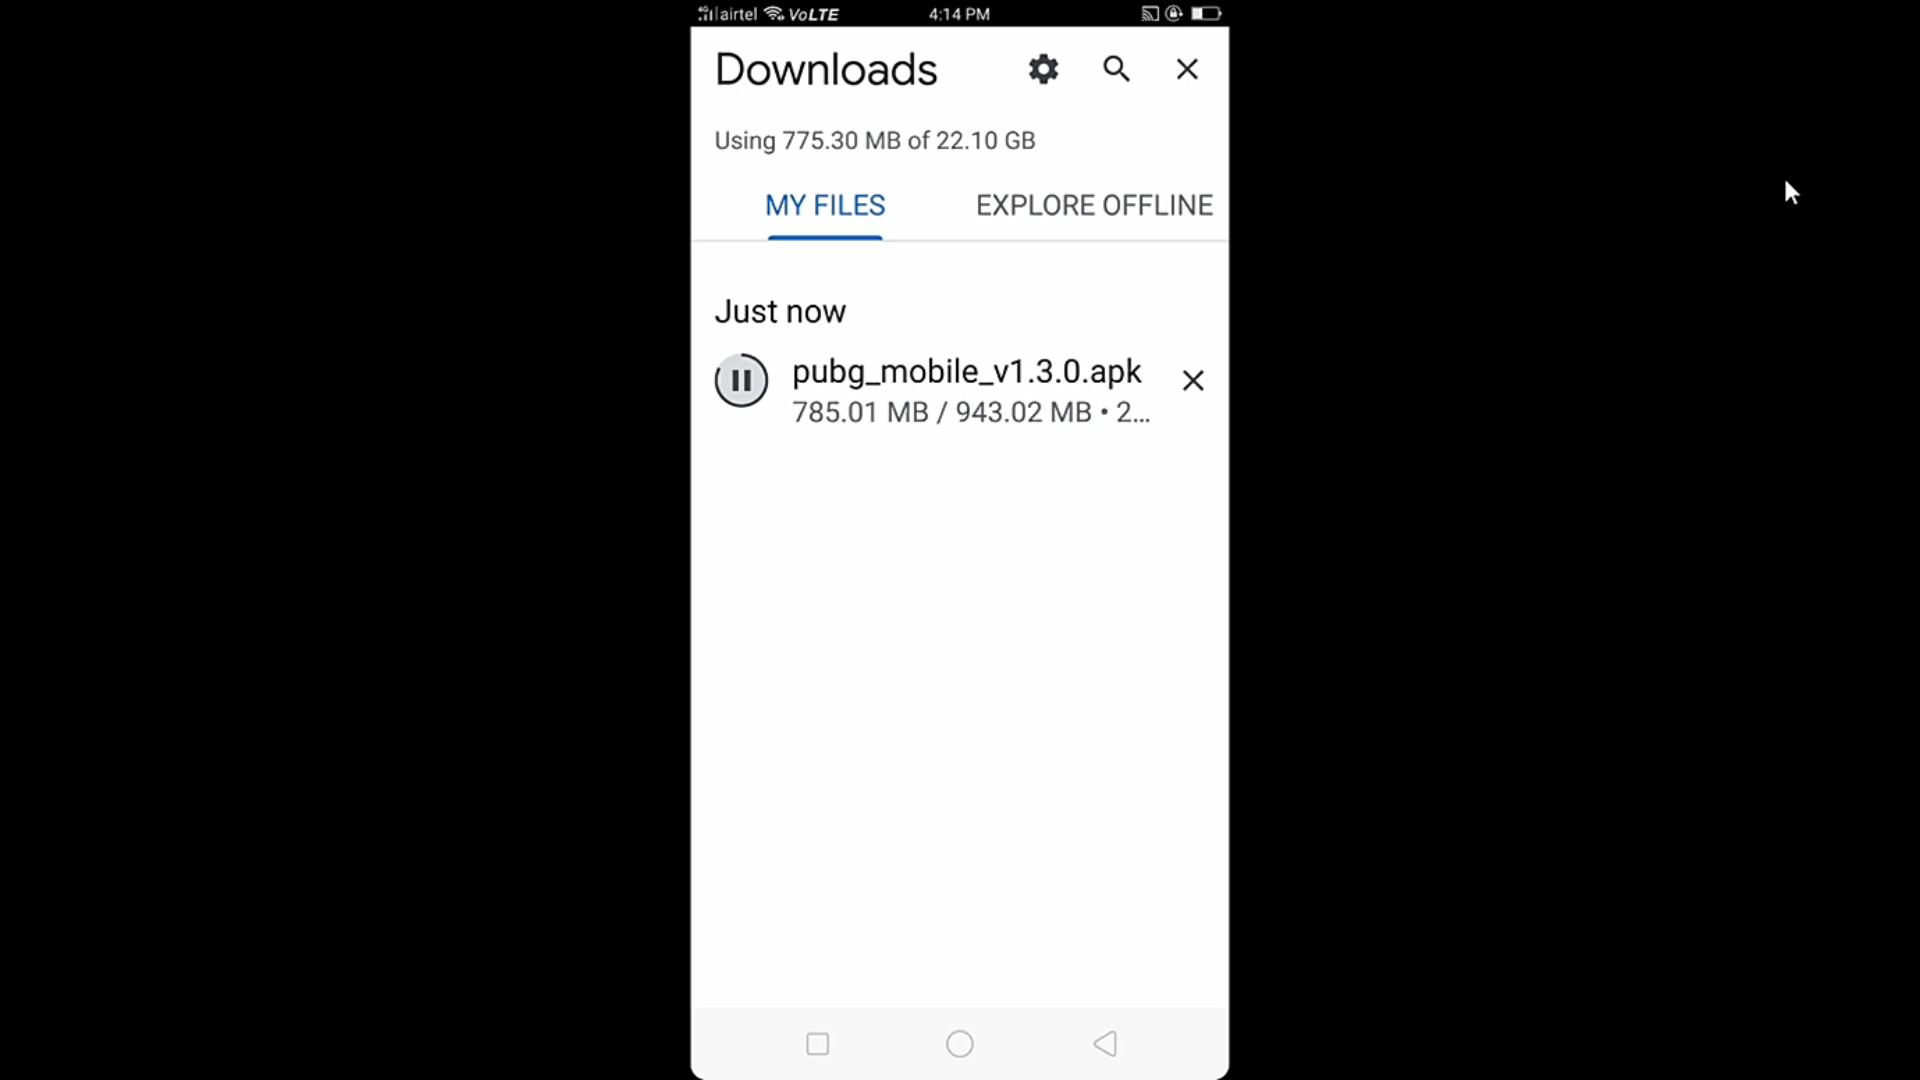 4G airtel VoLTE 4:14 PM
Downloads
Using 775.30 MB of 22.10 GB
MY FILES EXPLORE OFFLINE
Just now
pubg_mobile_v1.3.0.apk
785.01 MB / 943.02 MB • 2...